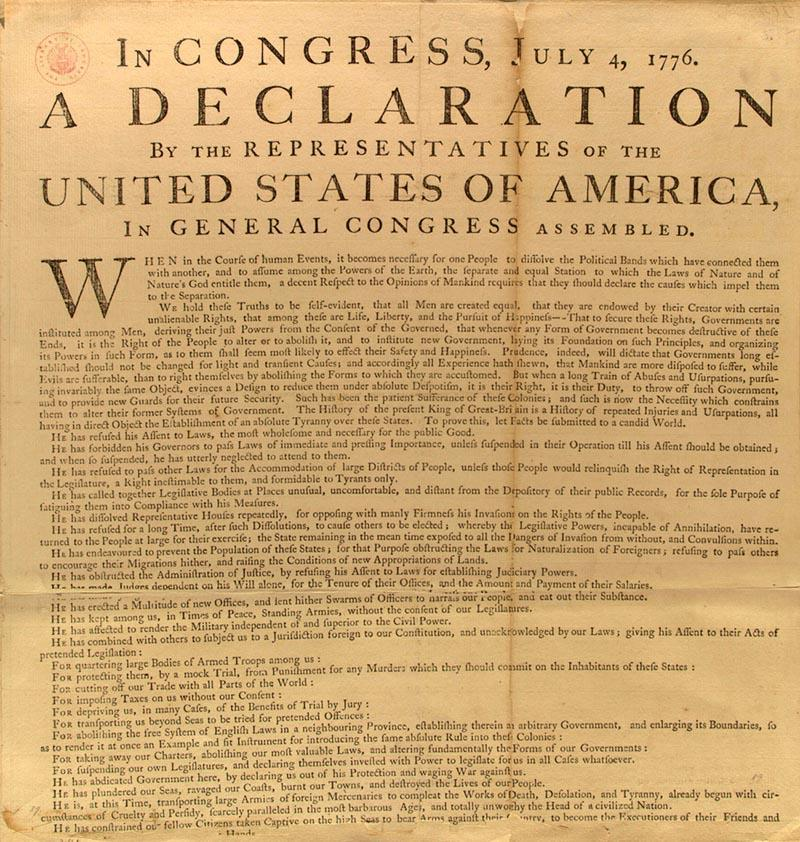 IN CONGRESS, JULY 4, 1776.
A DECLARATION
BY THE REPRESENTATIVES OF THE
UNITED STATES OF AMERICA,
IN GENERAL CONGRESS ASSEMBLED.
WHEN in the Courſe of human Events, it becomes neceſſary for one People to diſſolve the Political Bands which have connected them
with another, and to aſſume among the Powers of the Earth, the ſeparate and equal Station to which the Laws of Nature and of
Nature's God entitle them, a decent Reſpect to the Opinions of Mankind requires that they ſhould declare the cauſes which impel them
to the Separation.
WE hold theſe Truths to be ſelf-evident, that all Men are created equal, that they are endowed by their Creator with certain
unalienable Rights, that among theſe are Life, Liberty, and the Purſuit of Happineſs--That to ſecure theſe Rights, Governments are
inſtituted among Men, deriving their juſt Powers from the Conſent of the Governed, that whenever any Form of Government becomes deſtructive of theſe
Ends, it is the Right of the People to alter or to aboliſh it, and to inſtitute new Government, laying its Foundation on ſuch Principles, and organizing
its Powers in ſuch Form, as to them ſhall ſeem moſt likely to effect their Safety and Happineſs. Prudence, indeed, will dictate that Governments long eſ-
tabliſhed ſhould not be changed for light and tranſient Cauſes; and accordingly all Experience hath ſhewn, that Mankind are more diſpoſed to ſuffer, while
Evils are ſufferable, than to right themſelves by aboliſhing the Forms to which they are accuſtomed. But when a long Train of Abuſes and Uſurpations, purſu-
ing invariably the ſame Object, evinces a Deſign to reduce them under abſolute Deſpotiſm, it is their Right, it is their Duty, to throw off ſuch Government,
and to provide new Guards for their future Security. Such has been the patient Sufferance of theſe Colonies; and ſuch is now the Neceſſity which conſtrains
them to alter their former Syſtems of Government. The Hiſtory of the preſent King of Great-Britain is a Hiſtory of repeated Injuries and Uſurpations, all
having in direct Object the Eſtabliſhment of an abſolute Tyranny over theſe States. To prove this, let Facts be ſubmitted to a candid World.
HE has refuſed his Aſſent to Laws, the moſt wholeſome and neceſſary for the public Good.
HE has forbidden his Governors to paſs Laws of immediate and preſſing Importance, unleſs ſuſpended in their Operation till his Aſſent ſhould be obtained;
and when ſo ſuſpended, he has utterly neglected to attend to them.
HE has refuſed to paſs other Laws for the Accommodation of large Diſtricts of People, unleſs thoſe People would relinquiſh the Right of Repreſentation in
the Legiſlature, a Right ineſtimable to them, and formidable to Tyrants only.
HE has called together Legiſlative Bodies at Places unuſual, uncomfortable, and diſtant from the Depoſitory of their public Records, for the ſole Purpoſe of
fatiguing them into Compliance with his Meaſures.
HE has diſſolved Repreſentative Houſes repeatedly, for oppoſing with manly Firmneſs his Invaſions on the Rights of the People.
HE has refuſed for a long Time, after ſuch Diſſolutions, to cauſe others to be elected; whereby the Legiſlative Powers, incapable of Annihilation, have re-
turned to the People at large for their exerciſe; the State remaining in the mean time expoſed to all the Dangers of Invaſion from without, and Convulſions within.
HE has endeavoured to prevent the Population of theſe States; for that Purpoſe obſtructing the Laws for Naturalization of Foreigners; refuſing to paſs others
to encourage their Migrations hither, and raiſing the Conditions of new Appropriations of Lands.
HE has obſtructed the Adminiſtration of Juſtice, by refuſing his Aſſent to Laws for eſtabliſhing Judiciary Powers.
HE has made Judges dependent on his Will alone, for the Tenure of their Offices, and the Amount and Payment of their Salaries.
HE has erected a Multitude of new Offices, and ſent hither Swarms of Officers to harraſs our People, and eat out their Subſtance.
HE has kept among us, in Times of Peace, Standing Armies, without the conſent of our Legiſlatures.
HE has affected to render the Military independent of and ſuperior to the Civil Power.
HE has combined with others to ſubject us to a Juriſdiction foreign to our Conſtitution, and unacknowledged by our Laws; giving his Aſſent to their Acts of
pretended Legiſlation:
FOR quartering large Bodies of Armed Troops among us:
FOR protecting them, by a mock Trial, from Puniſhment for any Murders which they ſhould commit on the Inhabitants of theſe States:
FOR cutting off our Trade with all Parts of the World:
FOR impoſing Taxes on us without our Conſent:
FOR depriving us, in many Caſes, of the Benefits of Trial by Jury:
FOR tranſporting us beyond Seas to be tried for pretended Offences:
FOR aboliſhing the free Syſtem of Engliſh Laws in a neighbouring Province, eſtabliſhing therein an arbitrary Government, and enlarging its Boundaries, ſo
as to render it at once an Example and fit Inſtrument for introducing the ſame abſolute Rule into theſe Colonies:
FOR taking away our Charters, aboliſhing our moſt valuable Laws, and altering fundamentally the Forms of our Governments:
FOR ſuſpending our own Legiſlatures, and declaring themſelves inveſted with Power to legiſlate for us in all Caſes whatſoever.
HE has abdicated Government here, by declaring us out of his Protection and waging War againſt us.
HE has plundered our Seas, ravaged our Coaſts, burnt our Towns, and deſtroyed the Lives of our People.
HE is, at this Time, tranſporting large Armies of foreign Mercenaries to compleat the Works of Death, Deſolation, and Tyranny, already begun with cir-
cumſtances of Cruelty and Perfidy, ſcarcely paralleled in the moſt barbarous Ages, and totally unworthy the Head of a civilized Nation.
HE has conſtrained our fellow Citizens taken Captive on the high Seas to bear Arms againſt their Country, to become the Executioners of their Friends and
Hands